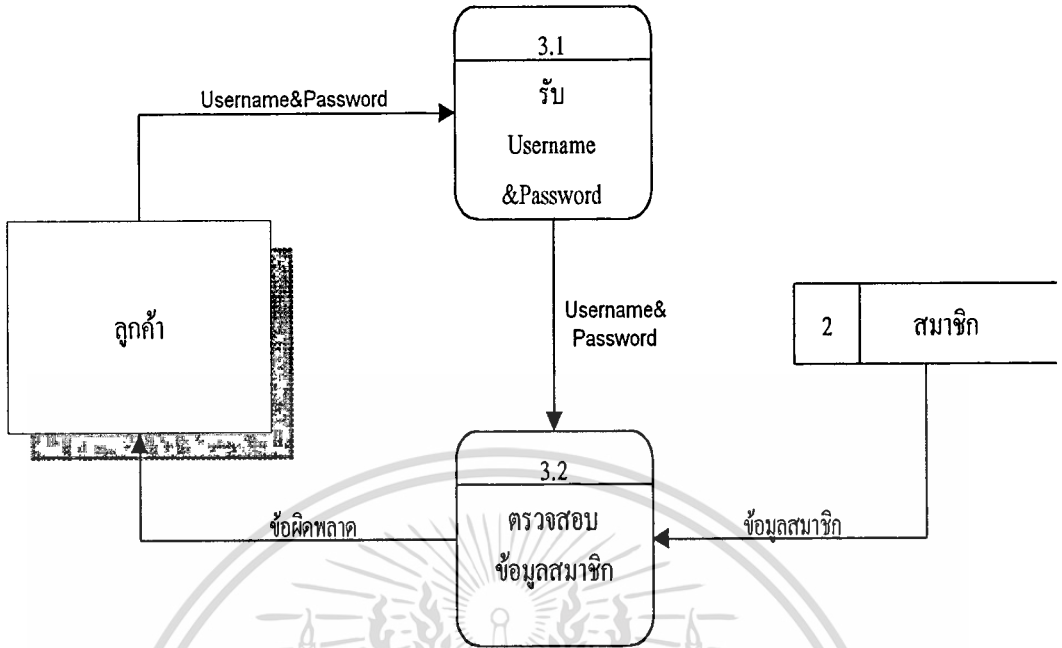 3.1
รับ
Username
&Password
Username&Password
ลูกค้า
Username&
Password
2 สมาชิก
3.2
ตรวจสอบ
ข้อมูลสมาชิก
ข้อผิดพลาด
ข้อมูลสมาชิก